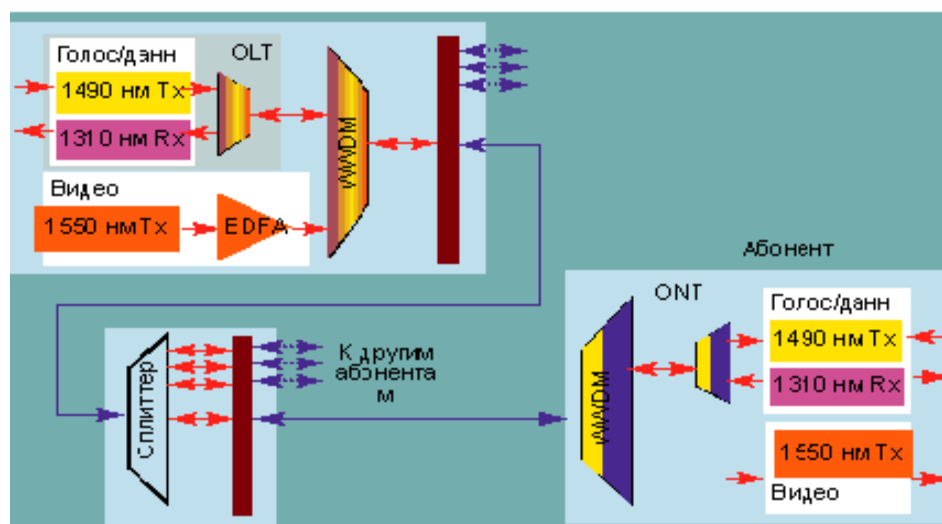 Голос/данн
OLT
1490 нм Tx
1310 нм Rx
WWDM
Видео
1550 нм Tx
EDFA
Абонент
ONT
Голос/данн
1490 нм Tx
1310 нм Rx
WWDM
1550 нм Tx
Видео
Сплиттер
К другим
абонента
м